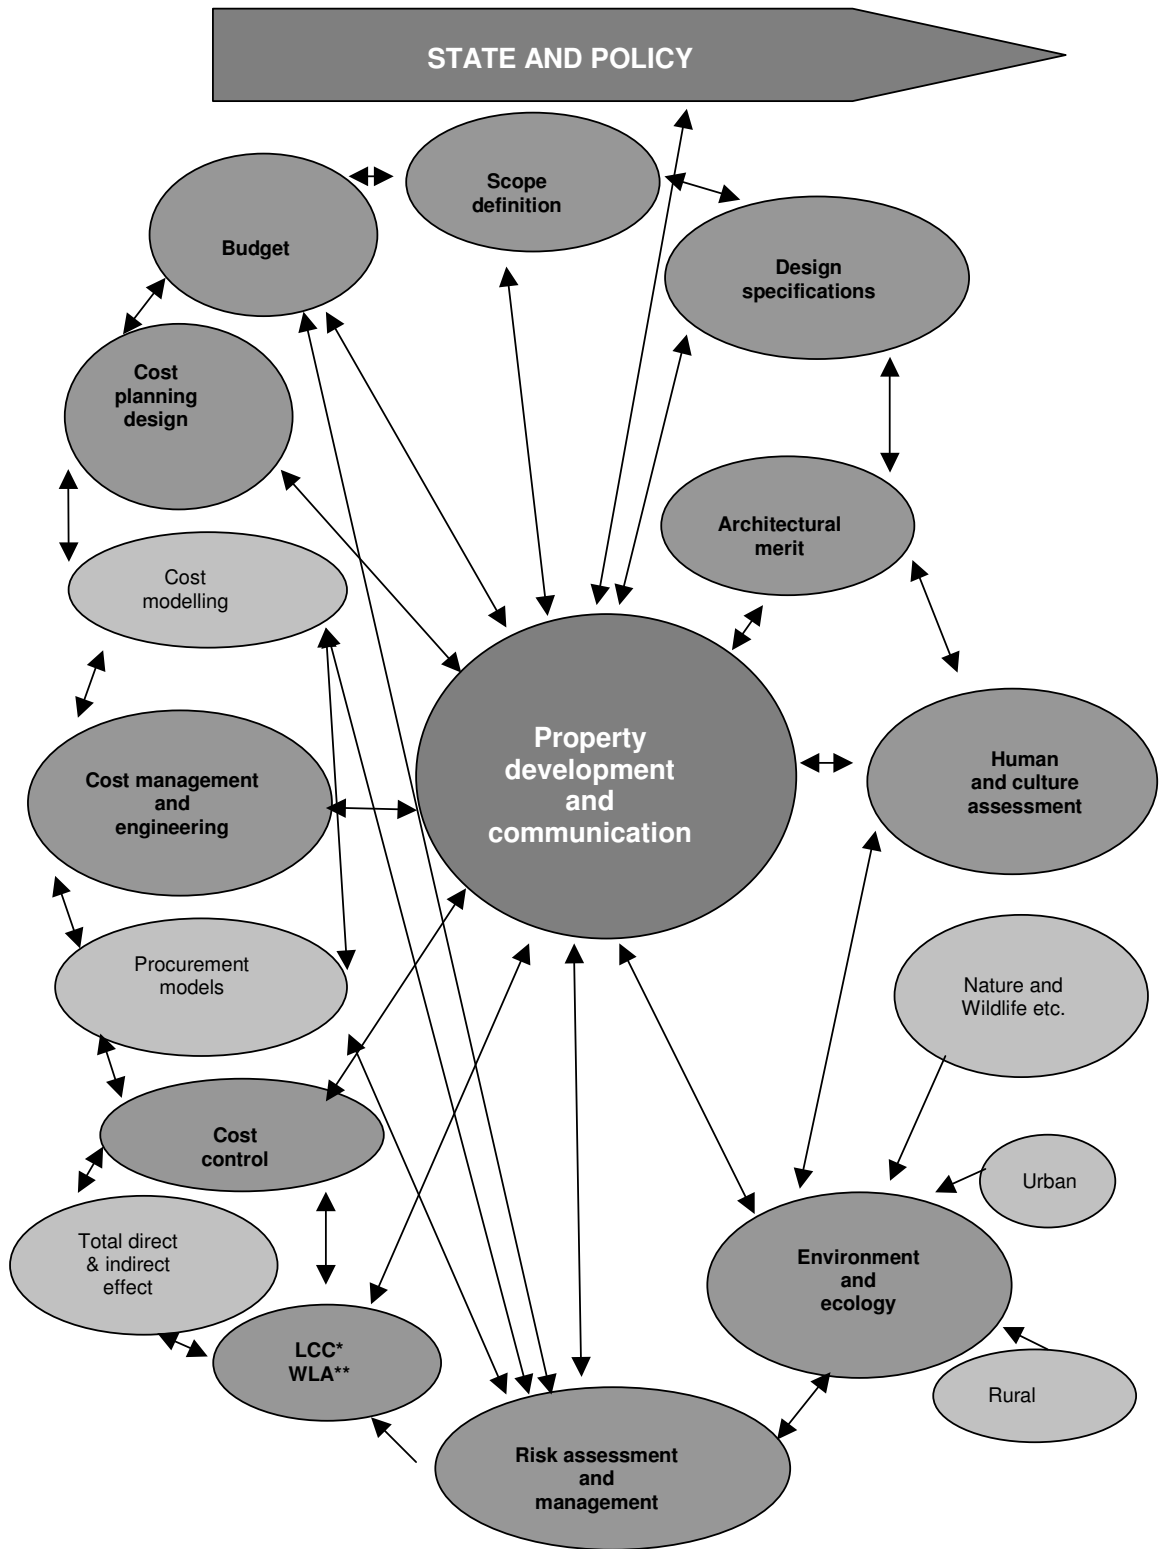 STATE AND POLICY
Scope
definition
Budget
Design
specifications
Cost
planning
design
Architectural
merit
Cost
modelling
Property
development
and
communication
Human
and culture
assessment
Cost management
and
engineering
Procurement
models
Nature and
Wildlife etc.
Cost
control
Urban
Total direct
& indirect
effect
Environment
and
ecology
LCC*
WLA**
Rural
Risk assessment
and
management